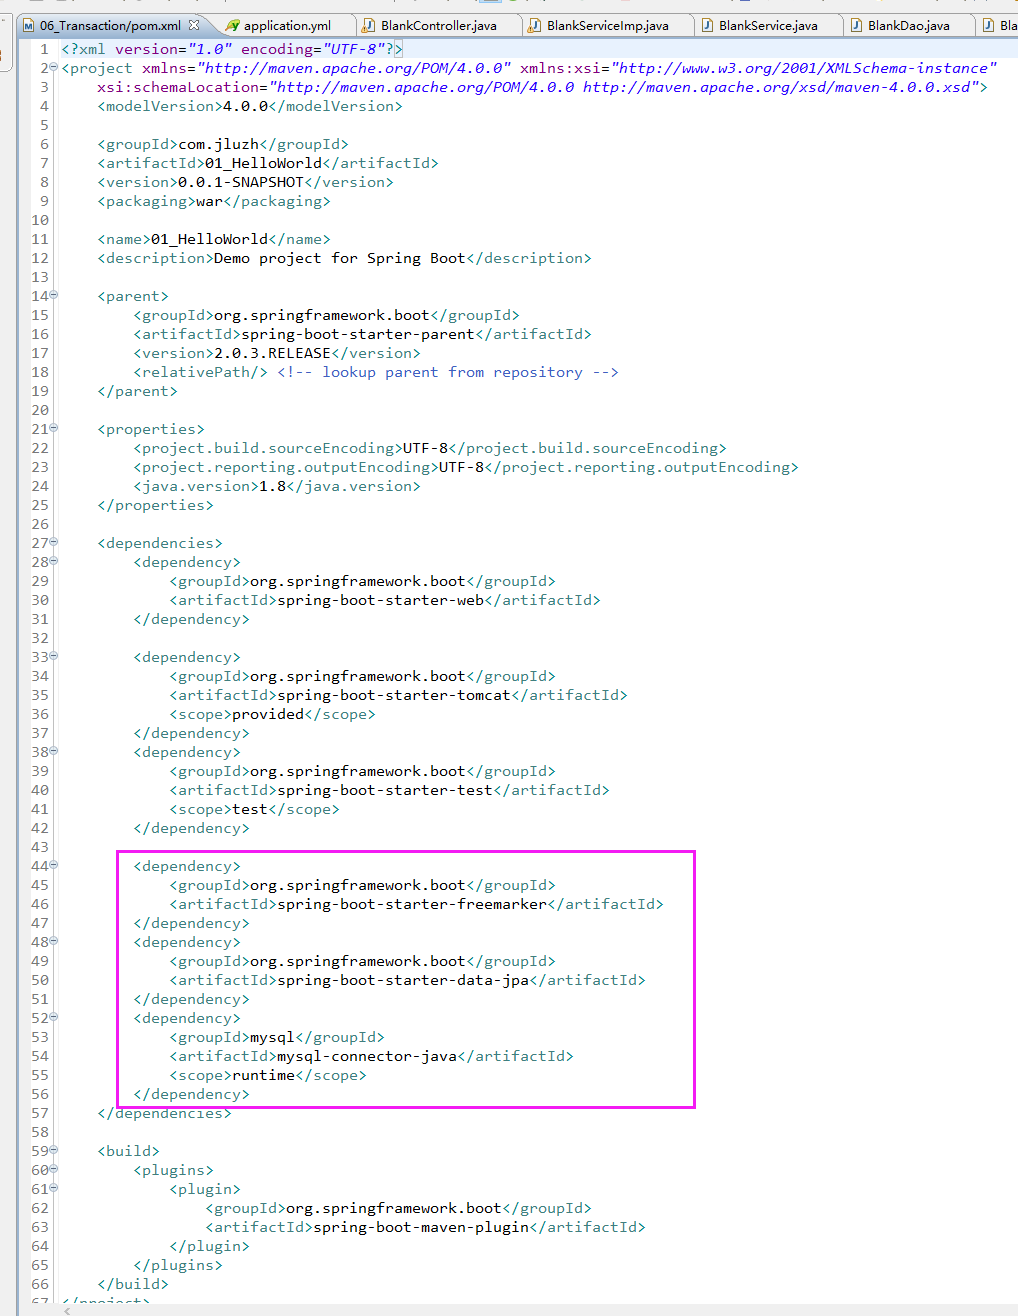 06_Transaction/pom.xml application.yml BlankController.java BlankServiceImp.java BlankService.java BlankDao.java Bla
1 <?xml version="1.0" encoding="UTF-8"?>
2 <project xmlns="http://maven.apache.org/POM/4.0.0" xmlns:xsi="http://www.w3.org/2001/XMLSchema-instance"
3 xsi:schemaLocation="http://maven.apache.org/POM/4.0.0 http://maven.apache.org/xsd/maven-4.0.0.xsd">
4 <modelVersion>4.0.0</modelVersion>
5
6 <groupId>com.jluzh</groupId>
7 <artifactId>01_HelloWorld</artifactId>
8 <version>0.0.1-SNAPSHOT</version>
9 <packaging>war</packaging>
10
11 <name>01_HelloWorld</name>
12 <description>Demo project for Spring Boot</description>
13
14 <parent>
15 <groupId>org.springframework.boot</groupId>
16 <artifactId>spring-boot-starter-parent</artifactId>
17 <version>2.0.3.RELEASE</version>
18 <relativePath/> <!-- lookup parent from repository -->
19 </parent>
20
21 <properties>
22 <project.build.sourceEncoding>UTF-8</project.build.sourceEncoding>
23 <project.reporting.outputEncoding>UTF-8</project.reporting.outputEncoding>
24 <java.version>1.8</java.version>
25 </properties>
26
27 <dependencies>
28 <dependency>
29 <groupId>org.springframework.boot</groupId>
30 <artifactId>spring-boot-starter-web</artifactId>
31 </dependency>
32
33 <dependency>
34 <groupId>org.springframework.boot</groupId>
35 <artifactId>spring-boot-starter-tomcat</artifactId>
36 <scope>provided</scope>
37 </dependency>
38 <dependency>
39 <groupId>org.springframework.boot</groupId>
40 <artifactId>spring-boot-starter-test</artifactId>
41 <scope>test</scope>
42 </dependency>
43
44 <dependency>
45 <groupId>org.springframework.boot</groupId>
46 <artifactId>spring-boot-starter-freemarker</artifactId>
47 </dependency>
48 <dependency>
49 <groupId>org.springframework.boot</groupId>
50 <artifactId>spring-boot-starter-data-jpa</artifactId>
51 </dependency>
52 <dependency>
53 <groupId>mysql</groupId>
54 <artifactId>mysql-connector-java</artifactId>
55 <scope>runtime</scope>
56 </dependency>
57 </dependencies>
58
59 <build>
60 <plugins>
61 <plugin>
62 <groupId>org.springframework.boot</groupId>
63 <artifactId>spring-boot-maven-plugin</artifactId>
64 </plugin>
65 </plugins>
66 </build>
67 </project>